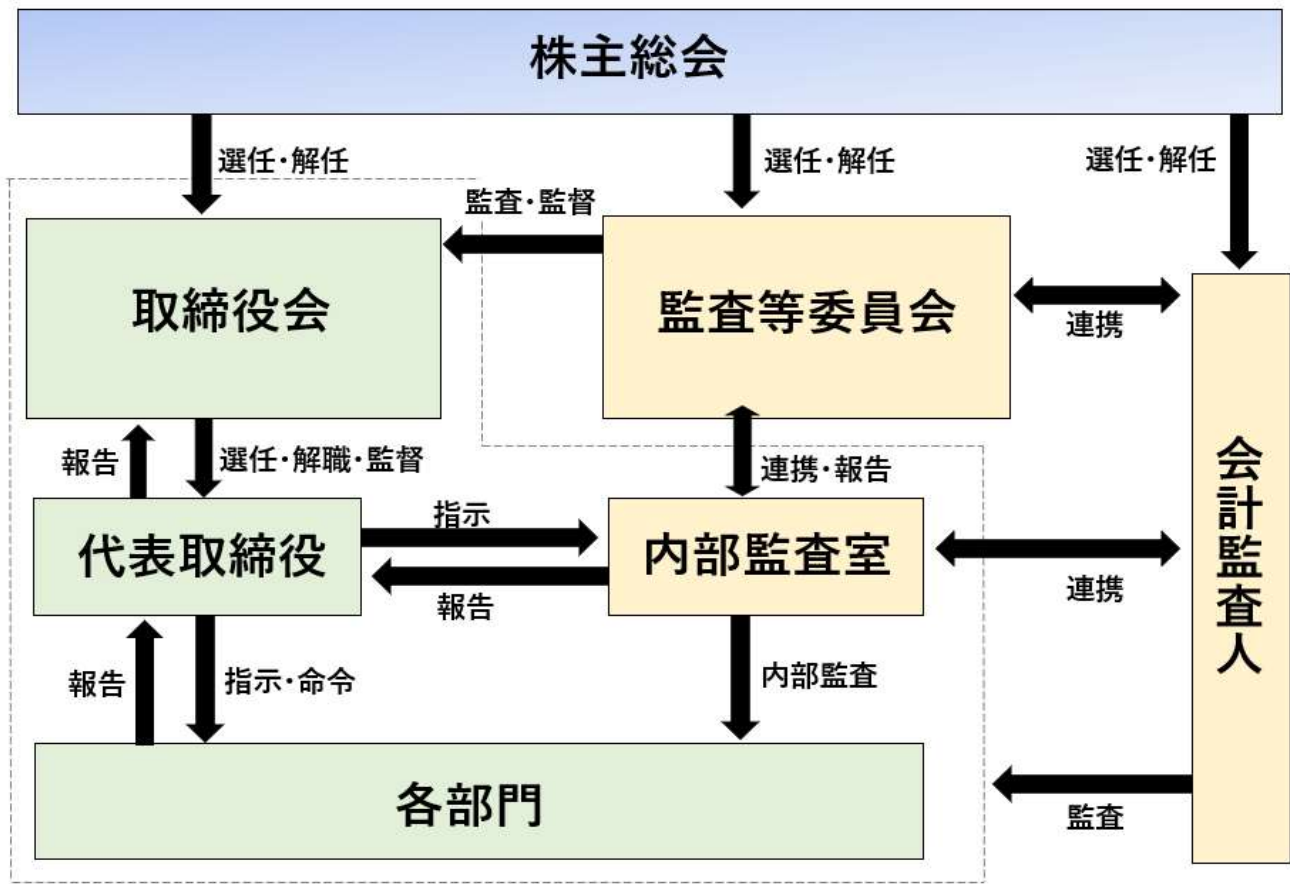 株主総会
選任・解任
選任・解任
選任・解任
監査・監督
取締役会
監査等委員会
連携
報告
選任・解職・監督
連携・報告
代表取締役
指示
報告
内部監査室
連携
会計監査人
報告
指示・命令
内部監査
各部門
監査